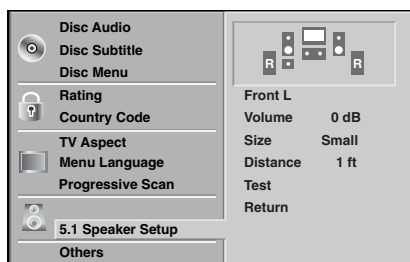 Disc Audio
Disc Subtitle
Disc Menu
Rating
Country Code
TV Aspect
Menu Language
Progressive Scan
5.1 Speaker Setup
Others
R
R
Front L
Volume 0 dB
Size Small
Distance 1 ft
Test
Return